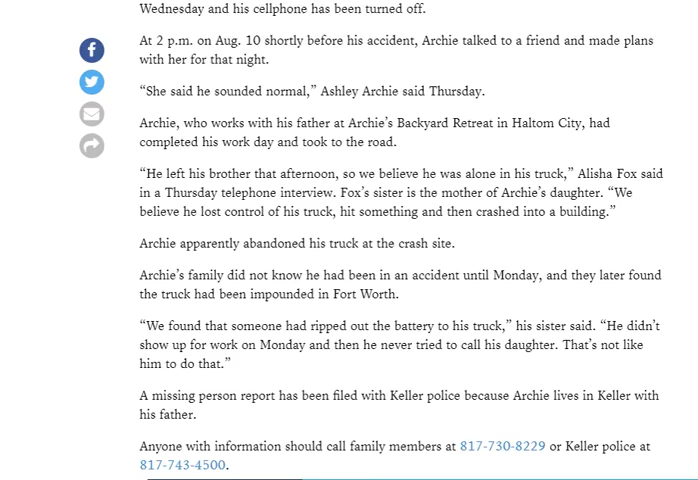 Wednesday and his cellphone has been turned off.
At 2 p.m. on Aug. 10 shortly before his accident, Archie talked to a friend and made plans
with her for that night.
“She said he sounded normal,” Ashley Archie said Thursday.
Archie, who works with his father at Archie’s Backyard Retreat in Haltom City, had
completed his work day and took to the road.
“He left his brother that afternoon, so we believe he was alone in his truck,” Alisha Fox said
in a Thursday telephone interview. Fox’s sister is the mother of Archie’s daughter. “We
believe he lost control of his truck, hit something and then crashed into a building.”
Archie apparently abandoned his truck at the crash site.
Archie’s family did not know he had been in an accident until Monday, and they later found
the truck had been impounded in Fort Worth.
“We found that someone had ripped out the battery to his truck,” his sister said. “He didn’t
show up for work on Monday and then he never tried to call his daughter. That’s not like
him to do that.”
A missing person report has been filed with Keller police because Archie lives in Keller with
his father.
Anyone with information should call family members at 817-730-8229 or Keller police at
817-743-4500.